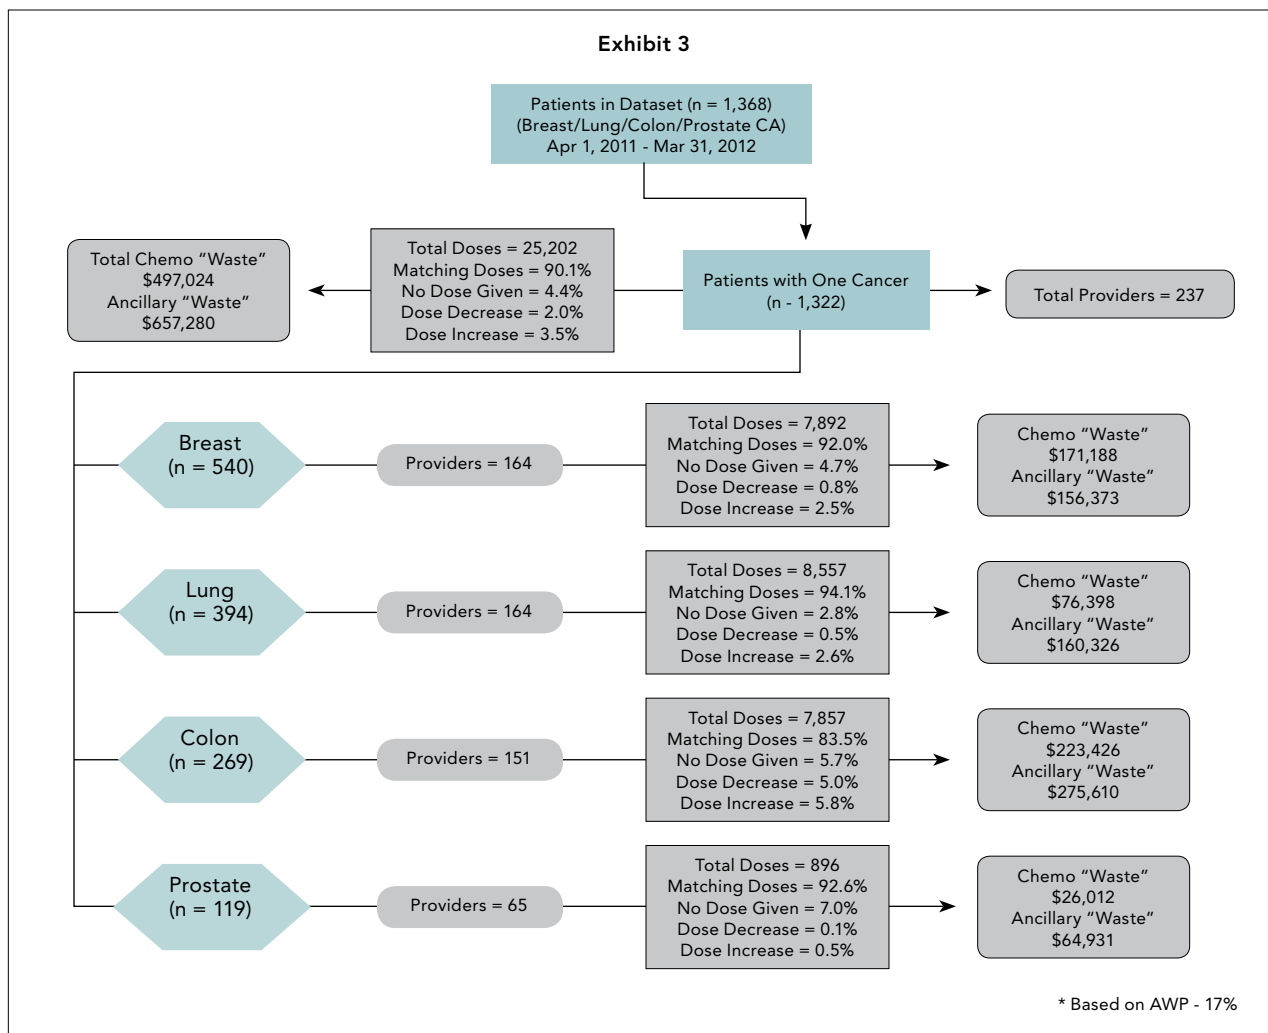 Exhibit 3
Patients in Dataset (n = 1,368)
(Breast/Lung/Colon/Prostate CA)
Apr 1, 2011 - Mar 31, 2012
Total Chemo “Waste”
$497,024
Ancillary “Waste”
$657,280
Total Doses = 25,202
Matching Doses = 90.1%
No Dose Given = 4.4%
Dose Decrease = 2.0%
Dose Increase = 3.5%
Patients with One Cancer
(n - 1,322)
Total Providers = 237
Breast
(n = 540)
Providers = 164
Total Doses = 7,892
Matching Doses = 92.0%
No Dose Given = 4.7%
Dose Decrease = 0.8%
Dose Increase = 2.5%
Chemo “Waste”
$171,188
Ancillary “Waste”
$156,373
Lung
(n = 394)
Providers = 164
Total Doses = 8,557
Matching Doses = 94.1%
No Dose Given = 2.8%
Dose Decrease = 0.5%
Dose Increase = 2.6%
Chemo “Waste”
$76,398
Ancillary “Waste”
$160,326
Colon
(n = 269)
Providers = 151
Total Doses = 7,857
Matching Doses = 83.5%
No Dose Given = 5.7%
Dose Decrease = 5.0%
Dose Increase = 5.8%
Chemo “Waste”
$223,426
Ancillary “Waste”
$275,610
Prostate
(n = 119)
Providers = 65
Total Doses = 896
Matching Doses = 92.6%
No Dose Given = 7.0%
Dose Decrease = 0.1%
Dose Increase = 0.5%
Chemo “Waste”
$26,012
Ancillary “Waste”
$64,931
* Based on AWP - 17%